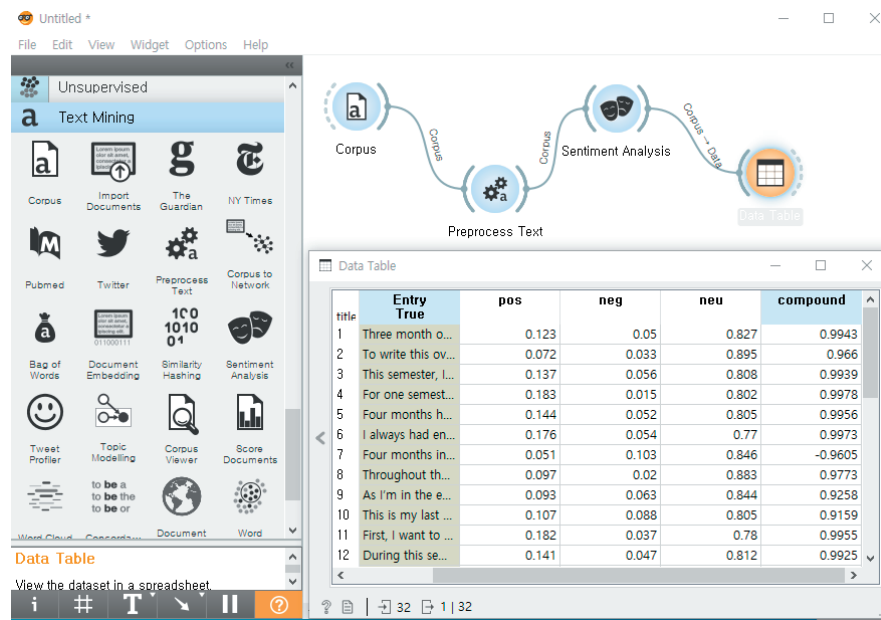 Untitled *
File Edit View Widget Options Help
Unsupervised
Text Mining
Corpus
Import Documents
The Guardian
NY Times
Pubmed
Twitter
Preprocess Text
Corpus to Network
Bag of Words
Document Embedding
Similarity Hashing
Sentiment Analysis
Tweet Profiler
Topic Modelling
Corpus Viewer
Score Documents
to be a
to be the
to be or
Word Cloud
Document
Word
Data Table
View the dataset in a spreadsheet.
Corpus
Corpus
Preprocess Text
Corpus
Sentiment Analysis
Corpus → Data
Data Table
Data Table
title Entry True pos neg neu compound
1 Three month o... 0.123 0.05 0.827 0.9943
2 To write this ov... 0.072 0.033 0.895 0.966
3 This semester, I... 0.137 0.056 0.808 0.9939
4 For one semest... 0.183 0.015 0.802 0.9978
5 Four months h... 0.144 0.052 0.805 0.9956
6 I always had en... 0.176 0.054 0.77 0.9973
7 Four months in... 0.051 0.103 0.846 -0.9605
8 Throughout th... 0.097 0.02 0.883 0.9773
9 As I'm in the e... 0.093 0.063 0.844 0.9258
10 This is my last ... 0.107 0.088 0.805 0.9159
11 First, I want to ... 0.182 0.037 0.78 0.9955
12 During this se... 0.141 0.047 0.812 0.9925
32 1 | 32